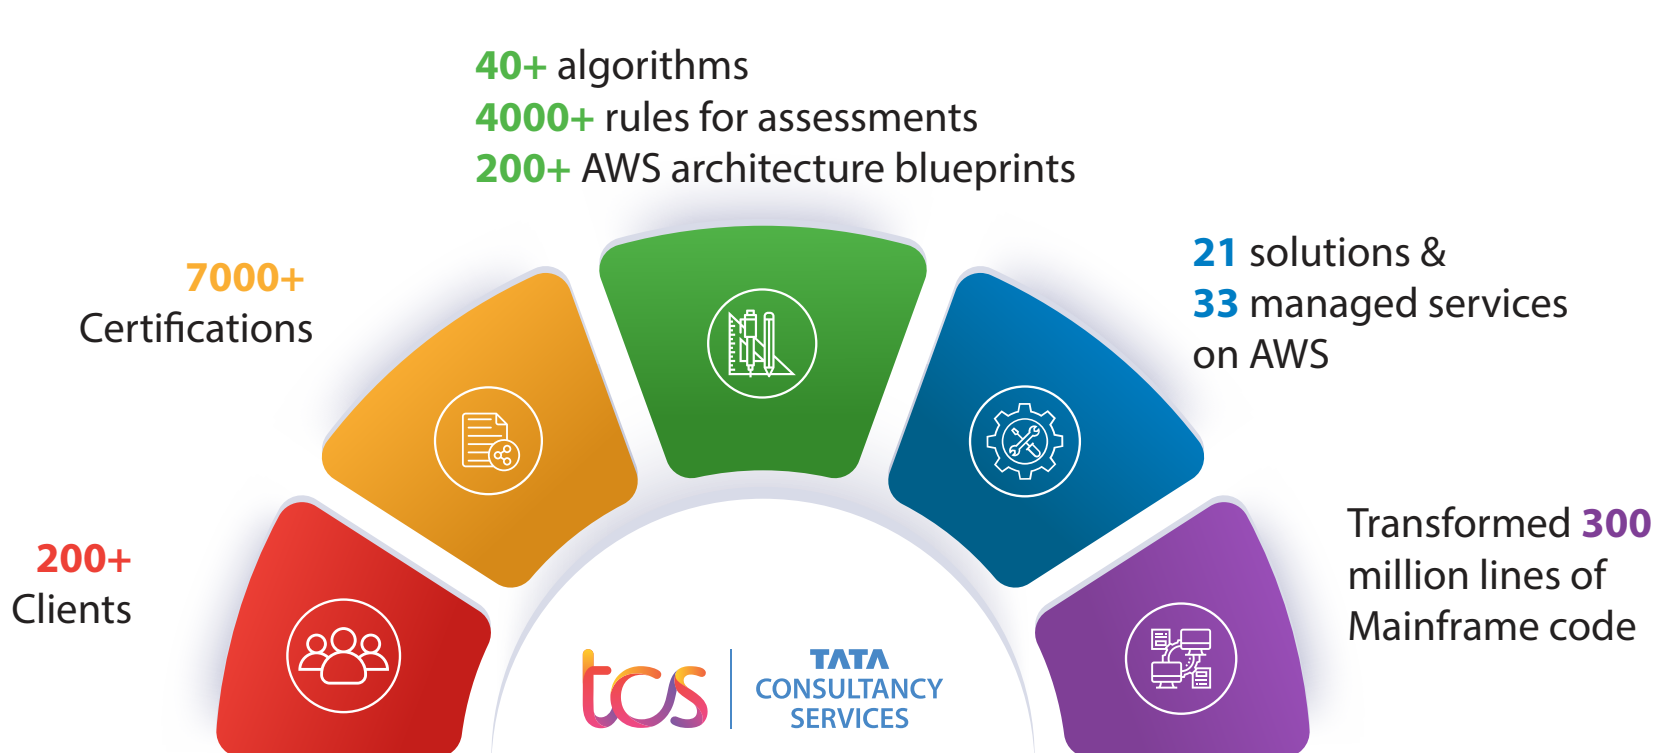 40+ algorithms
4000+ rules for assessments
200+ AWS architecture blueprints
7000+
Certifications
21 solutions &
33 managed services
on AWS
200+
Clients
Transformed 300
million lines of
Mainframe code
tcs
TATA
CONSULTANCY
SERVICES